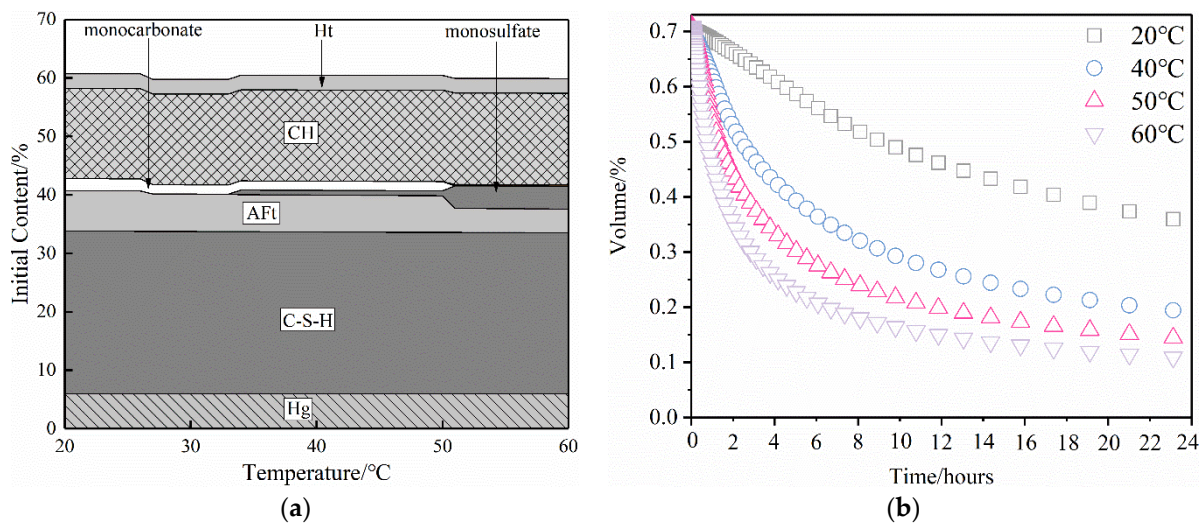 70
60
50
40
30
20
10
0
Initial Content/%
monocarbonate
Ht
monosulfate
CH
AFt
C-S-H
Hg
20 30 40 50 60
Temperature/°C
(a)
0.7
0.6
0.5
0.4
0.3
0.2
0.1
0.0
Volume/%
20°C
40°C
50°C
60°C
0 2 4 6 8 10 12 14 16 18 20 22 24
Time/hours
(b)